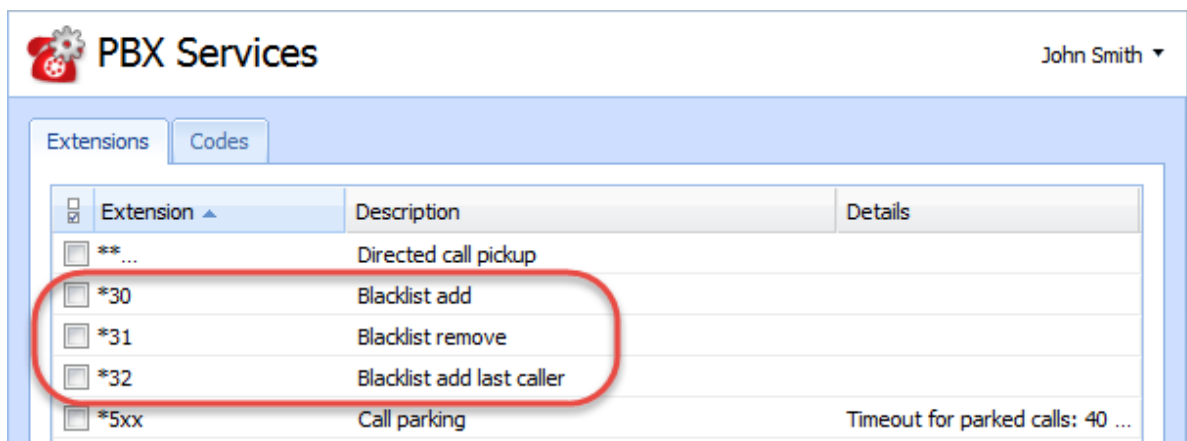 PBX Services
John Smith
Extensions Codes
Extension Description Details
**... Directed call pickup
*30 Blacklist add
*31 Blacklist remove
*32 Blacklist add last caller
*5xx Call parking Timeout for parked calls: 40 ...